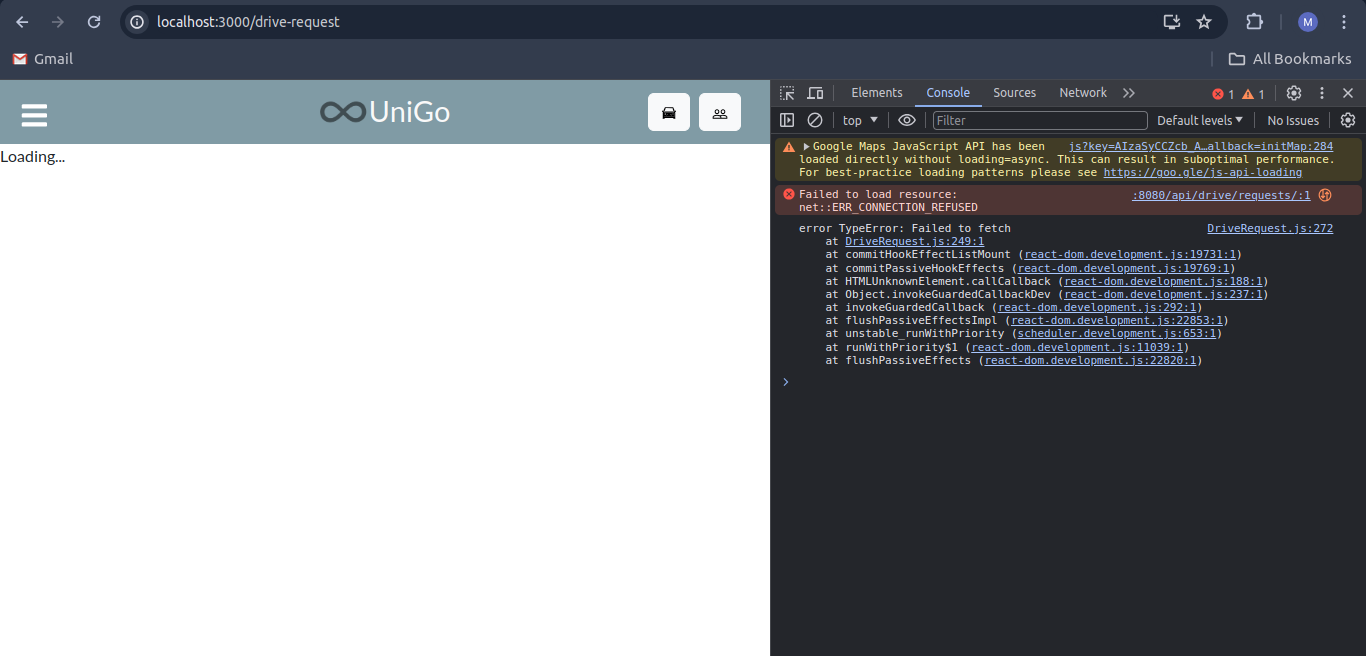 localhost:3000/drive-request
M
Gmail
All Bookmarks
UniGo
Loading...
Elements Console Sources Network
1 1
top Filter Default levels No Issues
Google Maps JavaScript API has been js?key=AIzaSyCCZcb_A…allback=initMap:284
loaded directly without loading=async. This can result in suboptimal performance.
For best-practice loading patterns please see https://goo.gle/js-api-loading
Failed to load resource: :8080/api/drive/requests/:1
net::ERR_CONNECTION_REFUSED
error TypeError: Failed to fetch DriveRequest.js:272
at DriveRequest.js:249:1
at commitHookEffectListMount (react-dom.development.js:19731:1)
at commitPassiveHookEffects (react-dom.development.js:19769:1)
at HTMLUnknownElement.callCallback (react-dom.development.js:188:1)
at Object.invokeGuardedCallbackDev (react-dom.development.js:237:1)
at invokeGuardedCallback (react-dom.development.js:292:1)
at flushPassiveEffectsImpl (react-dom.development.js:22853:1)
at unstable_runWithPriority (scheduler.development.js:653:1)
at runWithPriority$1 (react-dom.development.js:11039:1)
at flushPassiveEffects (react-dom.development.js:22820:1)